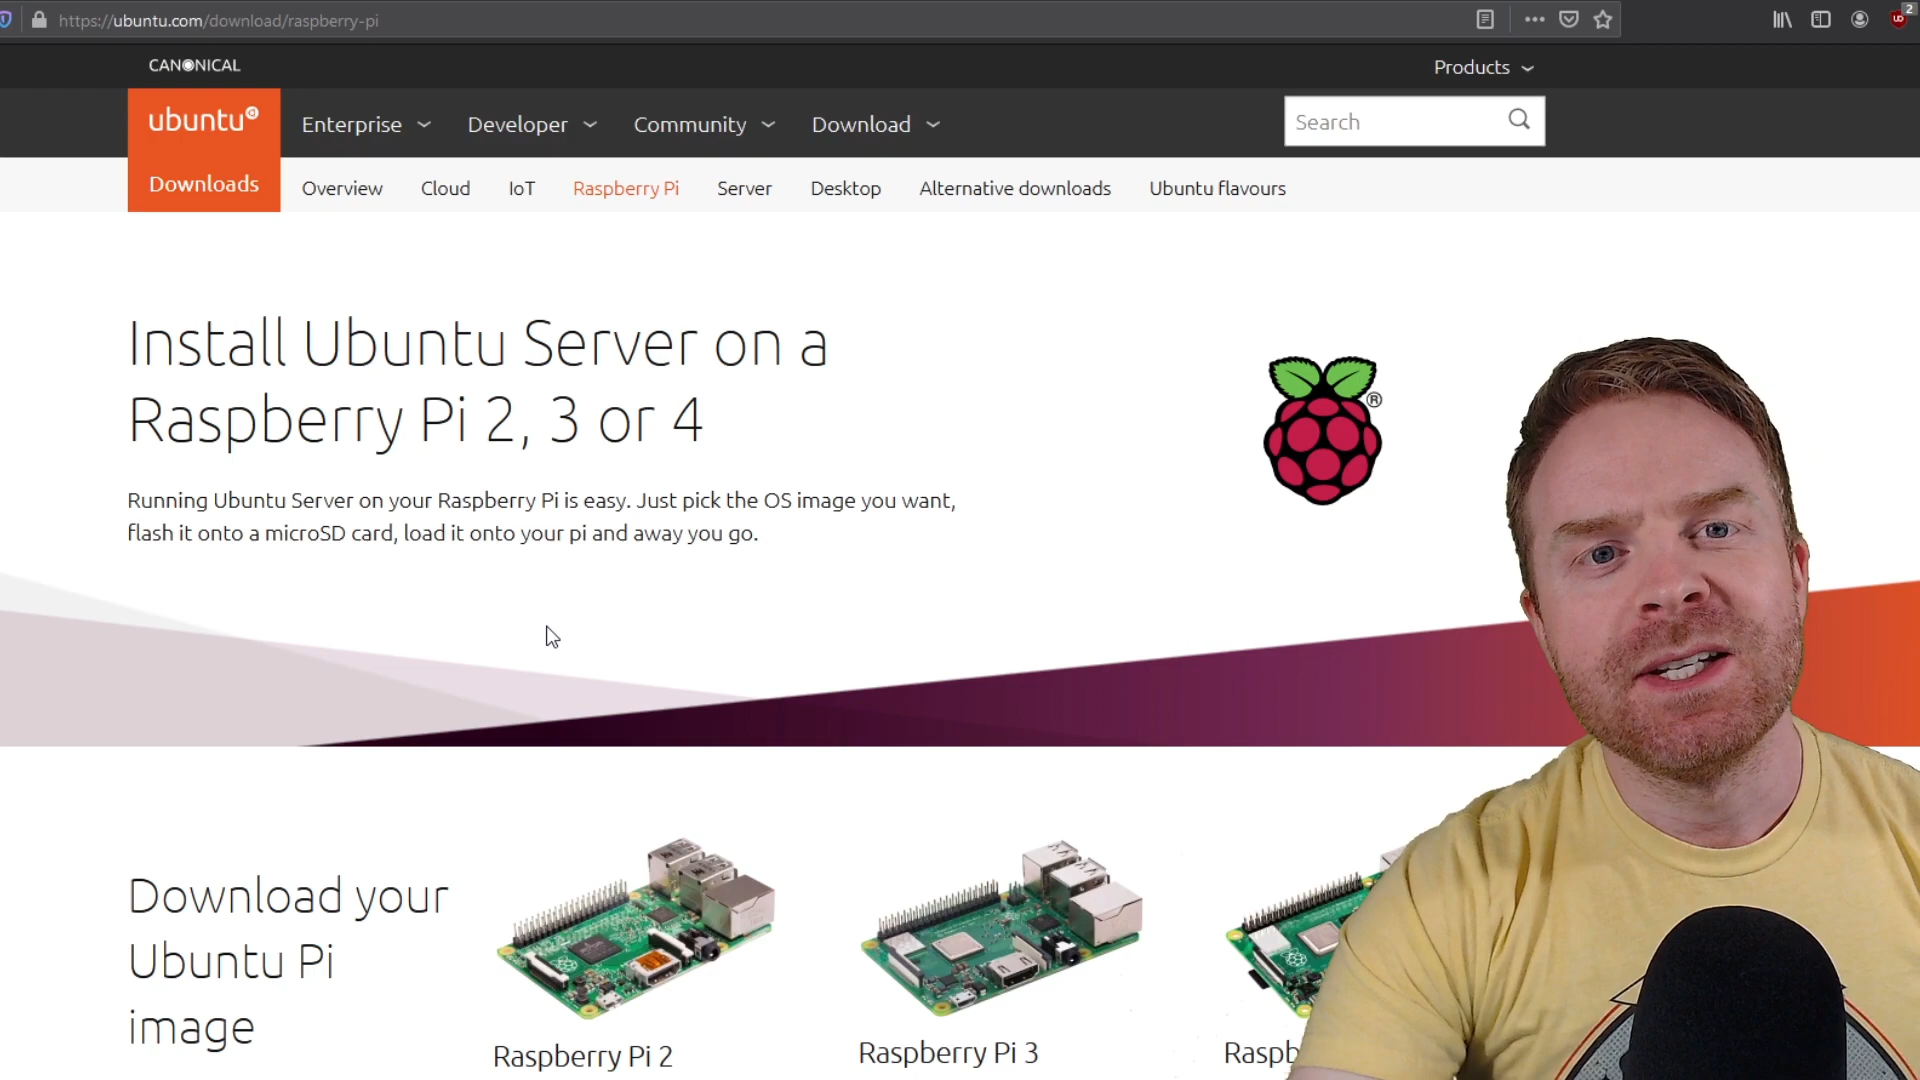 https://ubuntu.com/download/raspberry-pi
2
CANONICAL
Products
ubuntu
Enterprise
Developer
Community
Download
Search
Downloads
Overview
Cloud
IoT
Raspberry Pi
Server
Desktop
Alternative downloads
Ubuntu flavours
Install Ubuntu Server on a
Raspberry Pi 2, 3 or 4
®
Running Ubuntu Server on your Raspberry Pi is easy. Just pick the OS image you want,
flash it onto a microSD card, load it onto your pi and away you go.
Download your
Ubuntu Pi
image
Raspberry Pi 2
Raspberry Pi 3
Raspb